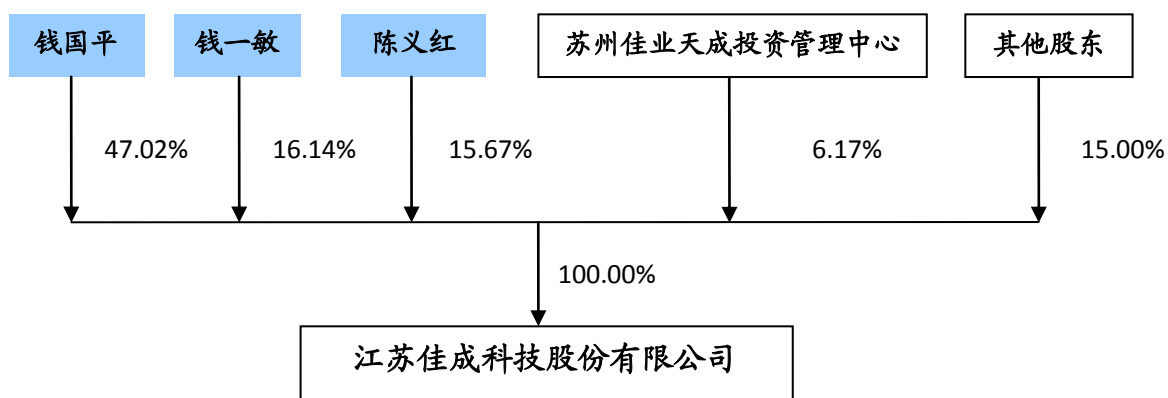 钱国平
钱一敏
陈义红
苏州佳业天成投资管理中心
其他股东
47.02%
16.14%
15.67%
6.17%
15.00%
100.00%
江苏佳成科技股份有限公司